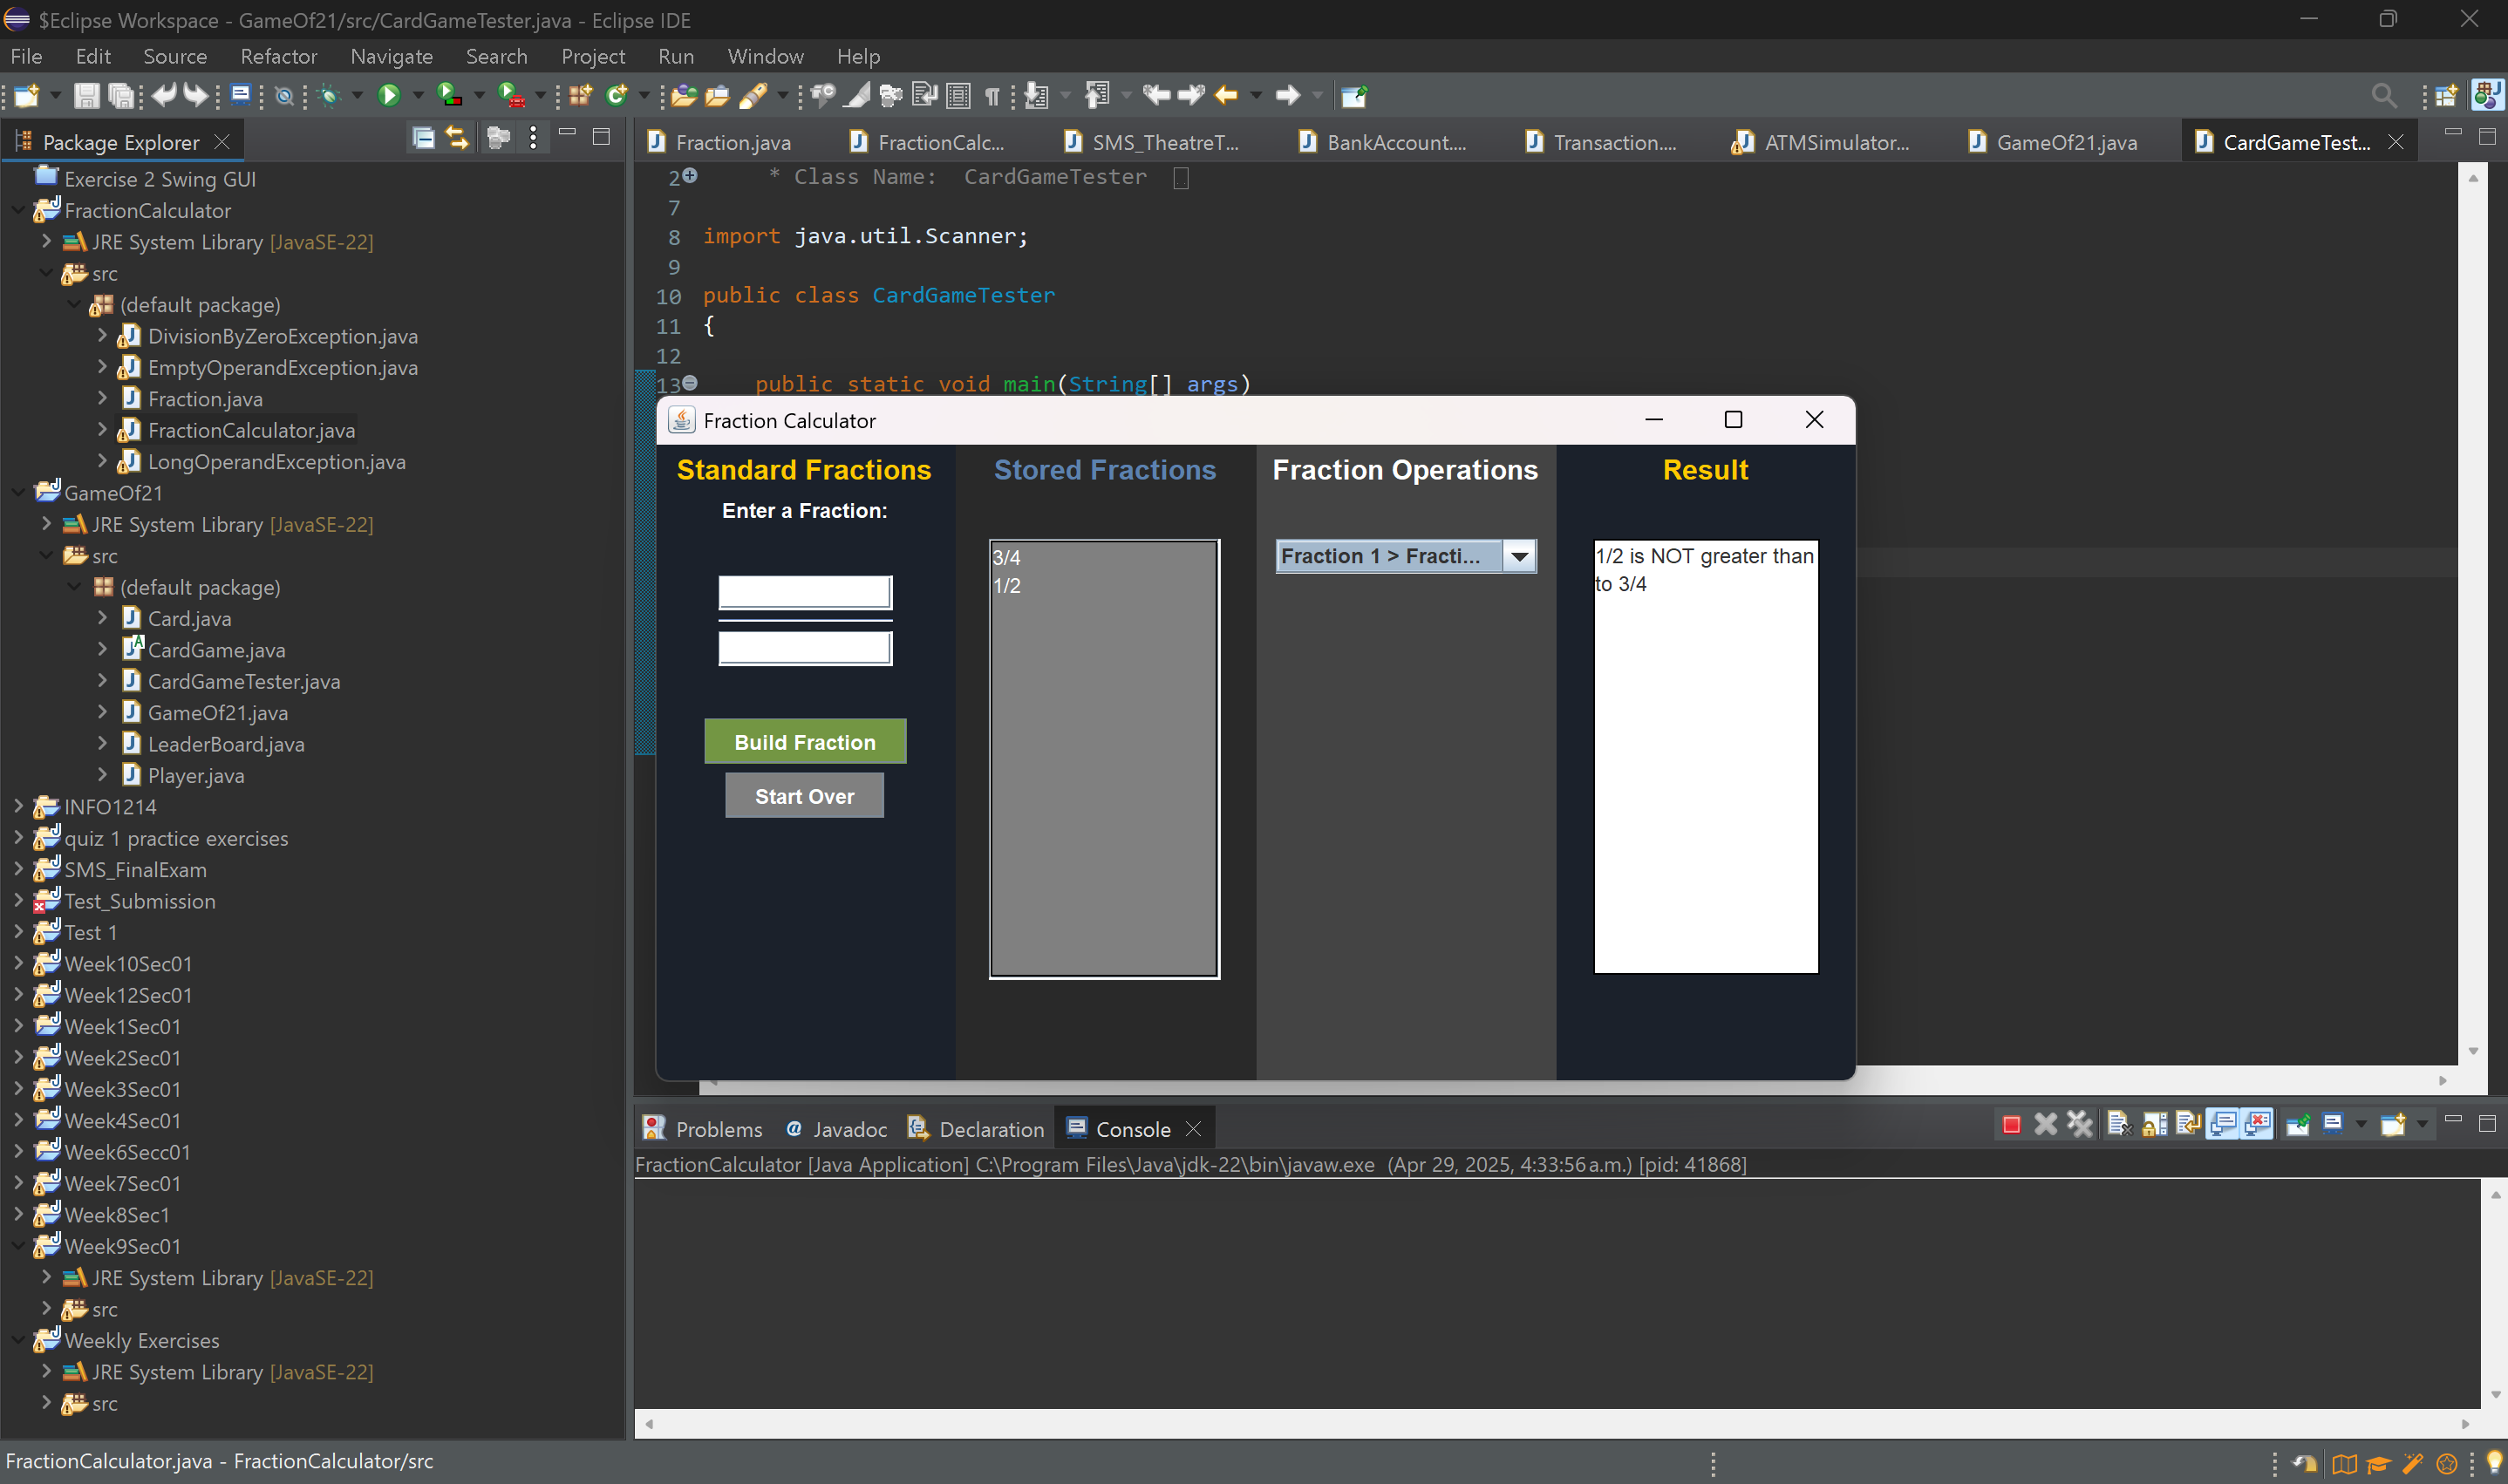 $Eclipse Workspace - GameOf21/src/CardGameTester.java - Eclipse IDE
File Edit Source Refactor Navigate Search Project Run Window Help
Package Explorer
Exercise 2 Swing GUI
FractionCalculator
JRE System Library [JavaSE-22]
src
(default package)
DivisionByZeroException.java
EmptyOperandException.java
Fraction.java
FractionCalculator.java
LongOperandException.java
GameOf21
JRE System Library [JavaSE-22]
src
(default package)
Card.java
CardGame.java
CardGameTester.java
GameOf21.java
LeaderBoard.java
Player.java
INFO1214
quiz 1 practice exercises
SMS_FinalExam
Test_Submission
Test 1
Week10Sec01
Week12Sec01
Week1Sec01
Week2Sec01
Week3Sec01
Week4Sec01
Week6Secc01
Week7Sec01
Week8Sec1
Week9Sec01
JRE System Library [JavaSE-22]
src
Weekly Exercises
JRE System Library [JavaSE-22]
src
Fraction.java FractionCalc... SMS_TheatreT... BankAccount.... Transaction.... ATMSimulator... GameOf21.java CardGameTest...
2 * Class Name: CardGameTester
7
8 import java.util.Scanner;
9
10 public class CardGameTester
11 {
12
13 public static void main(String[] args)
Fraction Calculator
Standard Fractions
Enter a Fraction:
Build Fraction
Start Over
Stored Fractions
3/4
1/2
Fraction Operations
Fraction 1 > Fracti...
Result
1/2 is NOT greater than
to 3/4
Problems @ Javadoc Declaration Console
FractionCalculator [Java Application] C:\Program Files\Java\jdk-22\bin\javaw.exe (Apr 29, 2025, 4:33:56 a.m.) [pid: 41868]
FractionCalculator.java - FractionCalculator/src